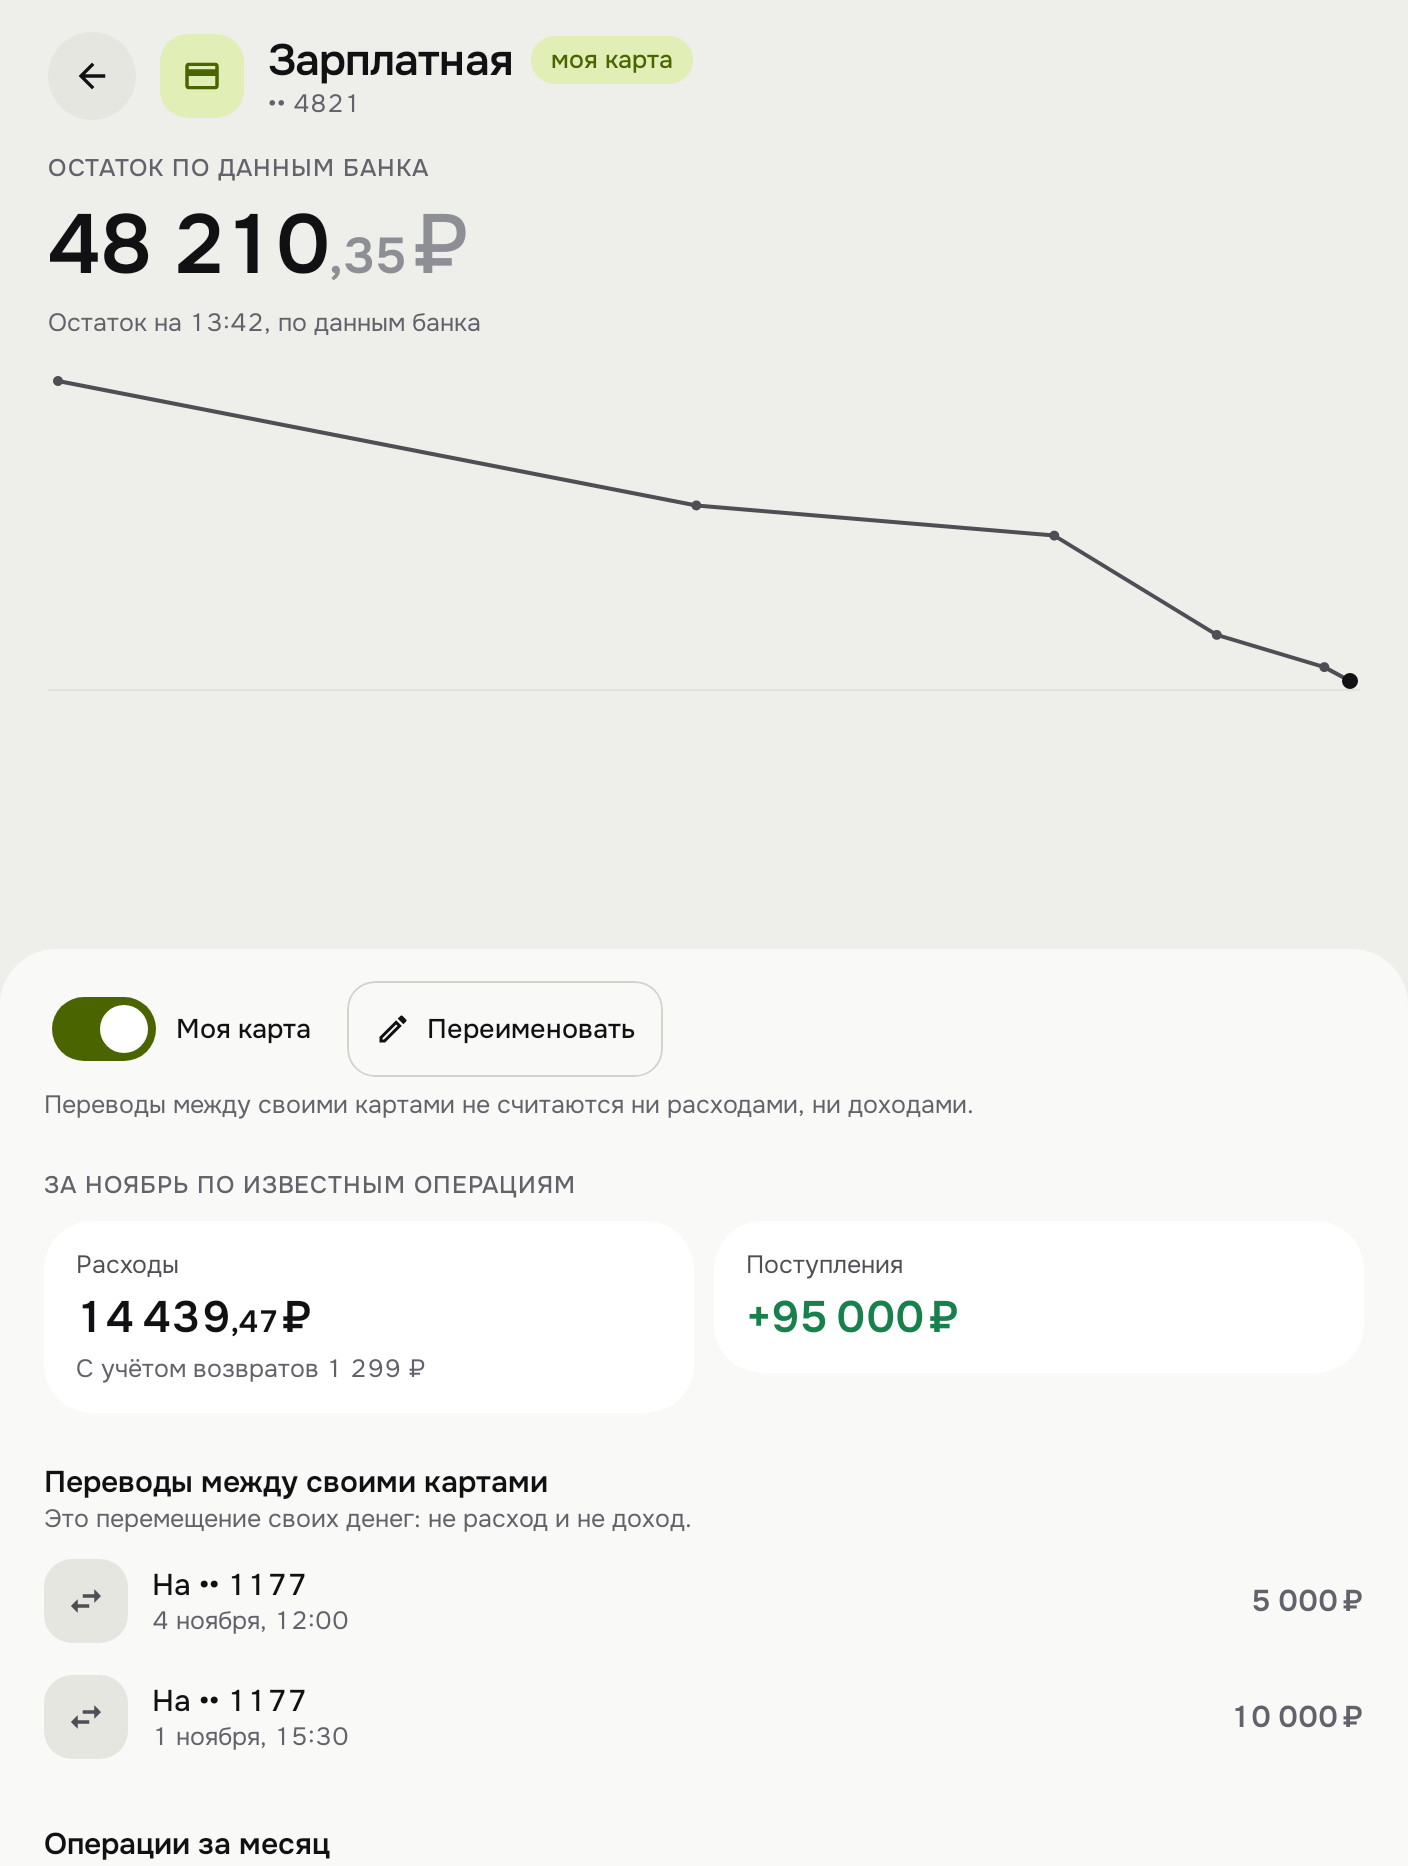 Зарплатная моя карта
•• 4821
ОСТАТОК ПО ДАННЫМ БАНКА
48 210,35 ₽
Остаток на 13:42, по данным банка
Моя карта Переименовать
Переводы между своими картами не считаются ни расходами, ни доходами.
ЗА НОЯБРЬ ПО ИЗВЕСТНЫМ ОПЕРАЦИЯМ
Расходы
14 439,47 ₽
С учётом возвратов 1 299 ₽
Поступления
+95 000 ₽
Переводы между своими картами
Это перемещение своих денег: не расход и не доход.
На •• 1177
4 ноября, 12:00
5 000 ₽
На •• 1177
1 ноября, 15:30
10 000 ₽
Операции за месяц